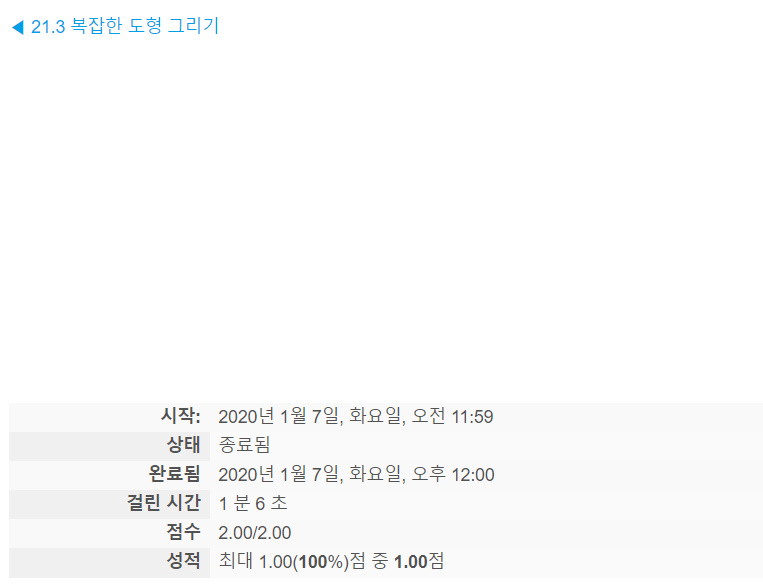 ◀ 21.3 복잡한 도형 그리기
시작: 2020년 1월 7일, 화요일, 오전 11:59
상태 종료됨
완료됨 2020년 1월 7일, 화요일, 오후 12:00
걸린 시간 1 분 6 초
점수 2.00/2.00
성적 최대 1.00(100%)점 중 1.00점